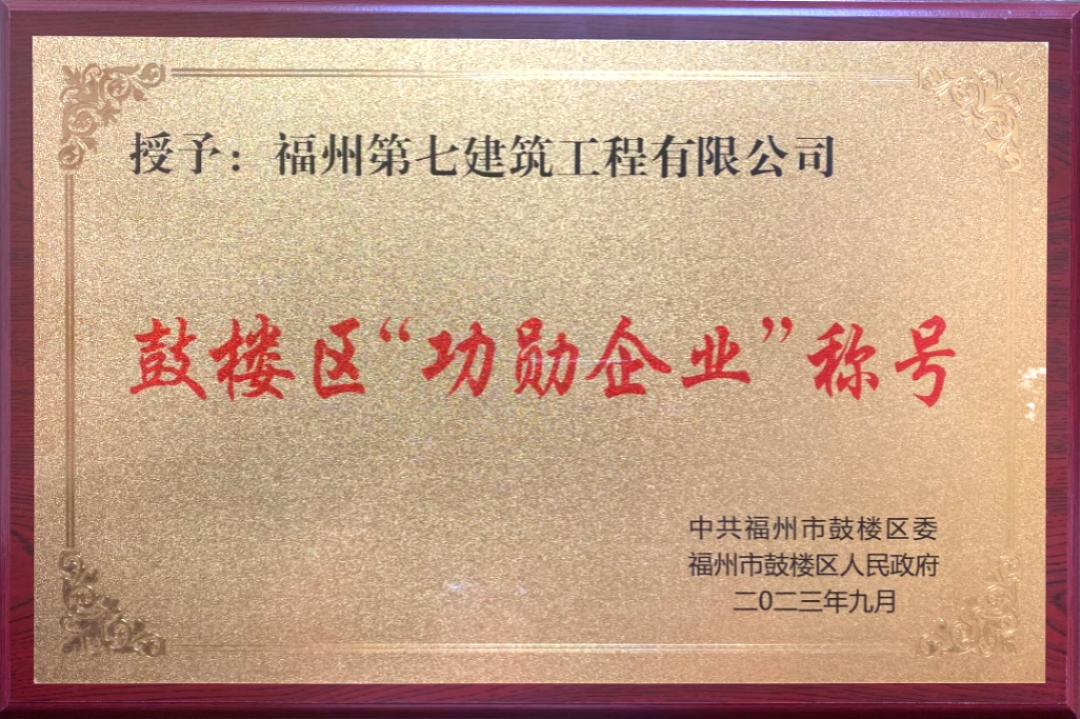 授予：福州第七建筑工程有限公司
鼓楼区“功勋企业”称号
中共福州市鼓楼区委
福州市鼓楼区人民政府
二0二三年九月